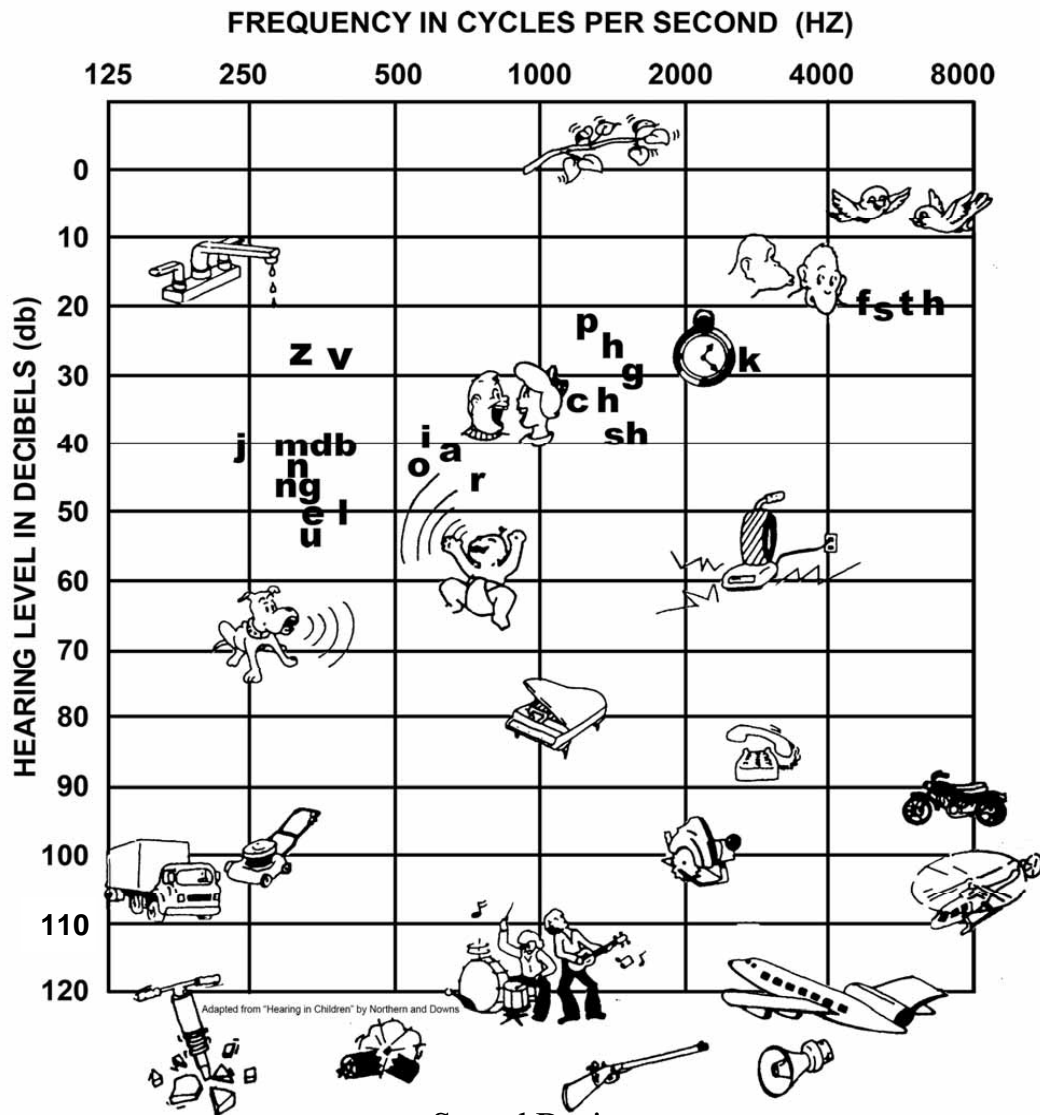 FREQUENCY IN CYCLES PER SECOND (HZ)
125 250 500 1000 2000 4000 8000
HEARING LEVEL IN DECIBELS (db)
0
10
20
30
40
50
60
70
80
90
100
110
120
f s t h
p
h
z v
k
g
c h
sh
j m d b i
a
n o
ng r
e l
u
Adapted from "Hearing in Children" by Northern and Downs